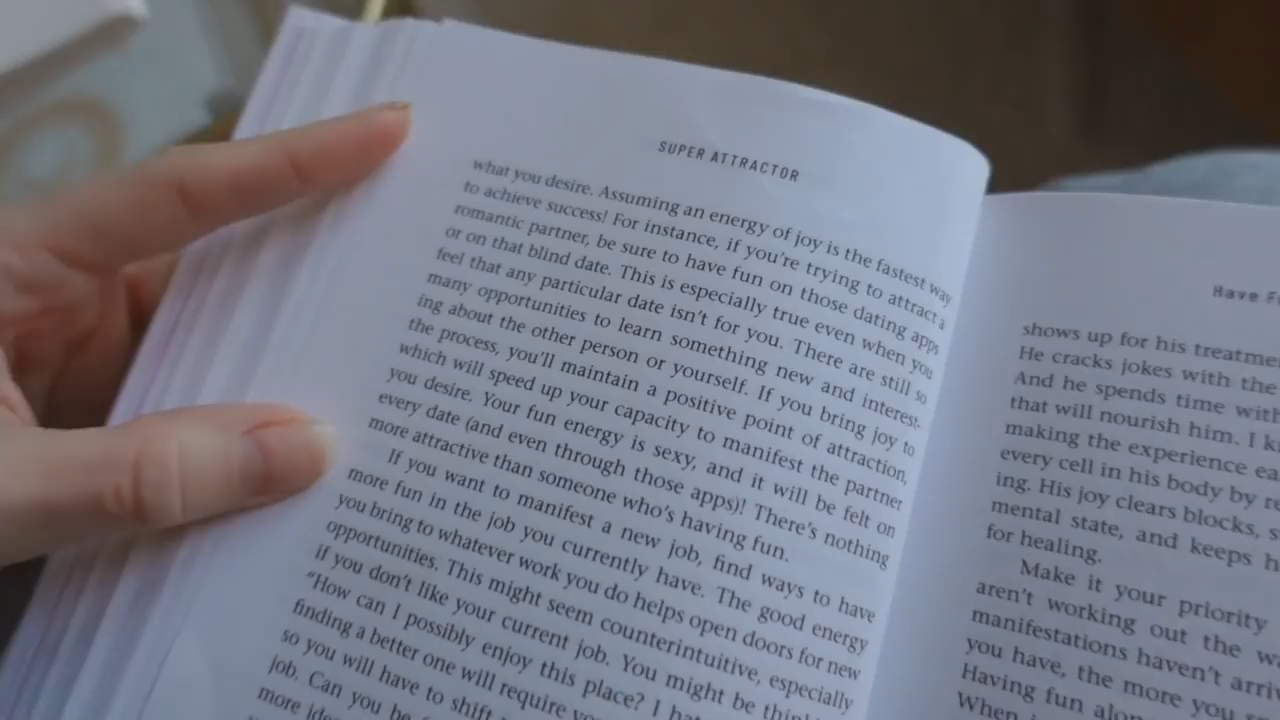 SUPER ATTRACTOR
what you desire. Assuming an energy of joy is the fastest way
to achieve success! For instance, if you're trying to attract a
romantic partner, be sure to have fun on those dating apps
or on that blind date. This is especially true even when you
feel that any particular date isn't for you. There are still so
many opportunities to learn something new and interest-
ing about the other person or yourself. If you bring joy to
the process, you'll maintain a positive point of attraction,
which will speed up your capacity to manifest the partner
you desire. Your fun energy is sexy, and it will be felt on
every date (and even through those apps)! There's nothing
more attractive than someone who's having fun.
If you want to manifest a new job, find ways to have
more fun in the job you currently have. The good energy
you bring to whatever work you do helps open doors for new
opportunities. This might seem counterintuitive, especially
if you don't like your current job. You might be
"How can I possibly enjoy this place? I
finding a better one will require
so you will have to shift
job. Can you be
more
Have
shows up for his
He cracks jokes with the
And he spends time with
that will nourish him. I
making the experience
every cell in his body by
ing. His joy clears blocks,
mental state, and keeps
for healing.
Make it your priority
aren't working out the
manifestations haven't
you have, the more you
Having fun
When